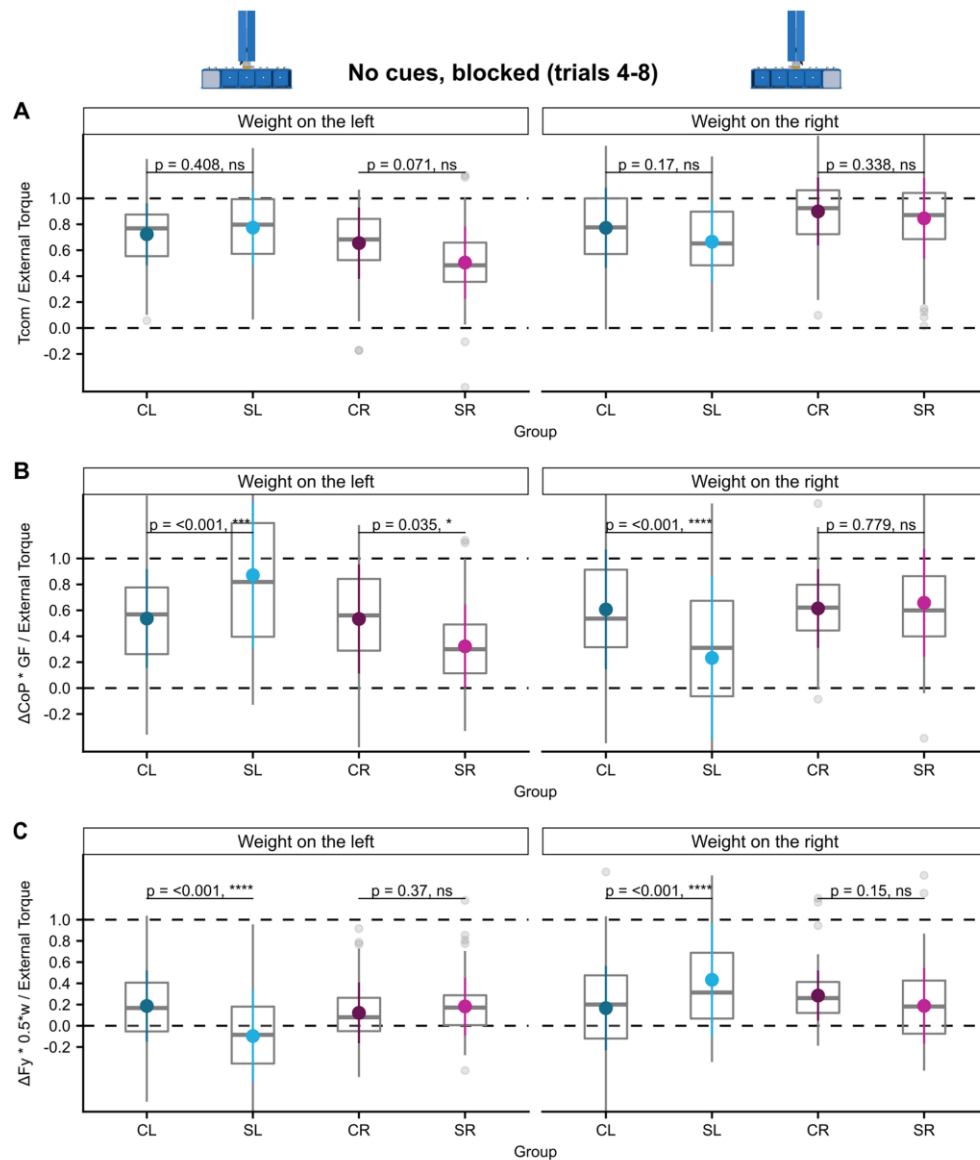 No cues, blocked (trials 4-8)
A
Weight on the left
Weight on the right
p = 0.408, ns
p = 0.071, ns
p = 0.17, ns
p = 0.338, ns
Tcom / External Torque
1.0
0.8
0.6
0.4
0.2
0.0
-0.2
CL
SL
CR
SR
CL
SL
CR
SR
Group
Group
B
Weight on the left
Weight on the right
p = <0.001, ***
p = 0.035, *
p = <0.001, ****
p = 0.779, ns
ΔCoP * GF / External Torque
1.0
0.8
0.6
0.4
0.2
0.0
-0.2
CL
SL
CR
SR
CL
SL
CR
SR
Group
Group
C
Weight on the left
Weight on the right
p = <0.001, ****
p = 0.37, ns
p = <0.001, ****
p = 0.15, ns
ΔFy * 0.5*w / External Torque
1.0
0.8
0.6
0.4
0.2
0.0
-0.2
CL
SL
CR
SR
CL
SL
CR
SR
Group
Group